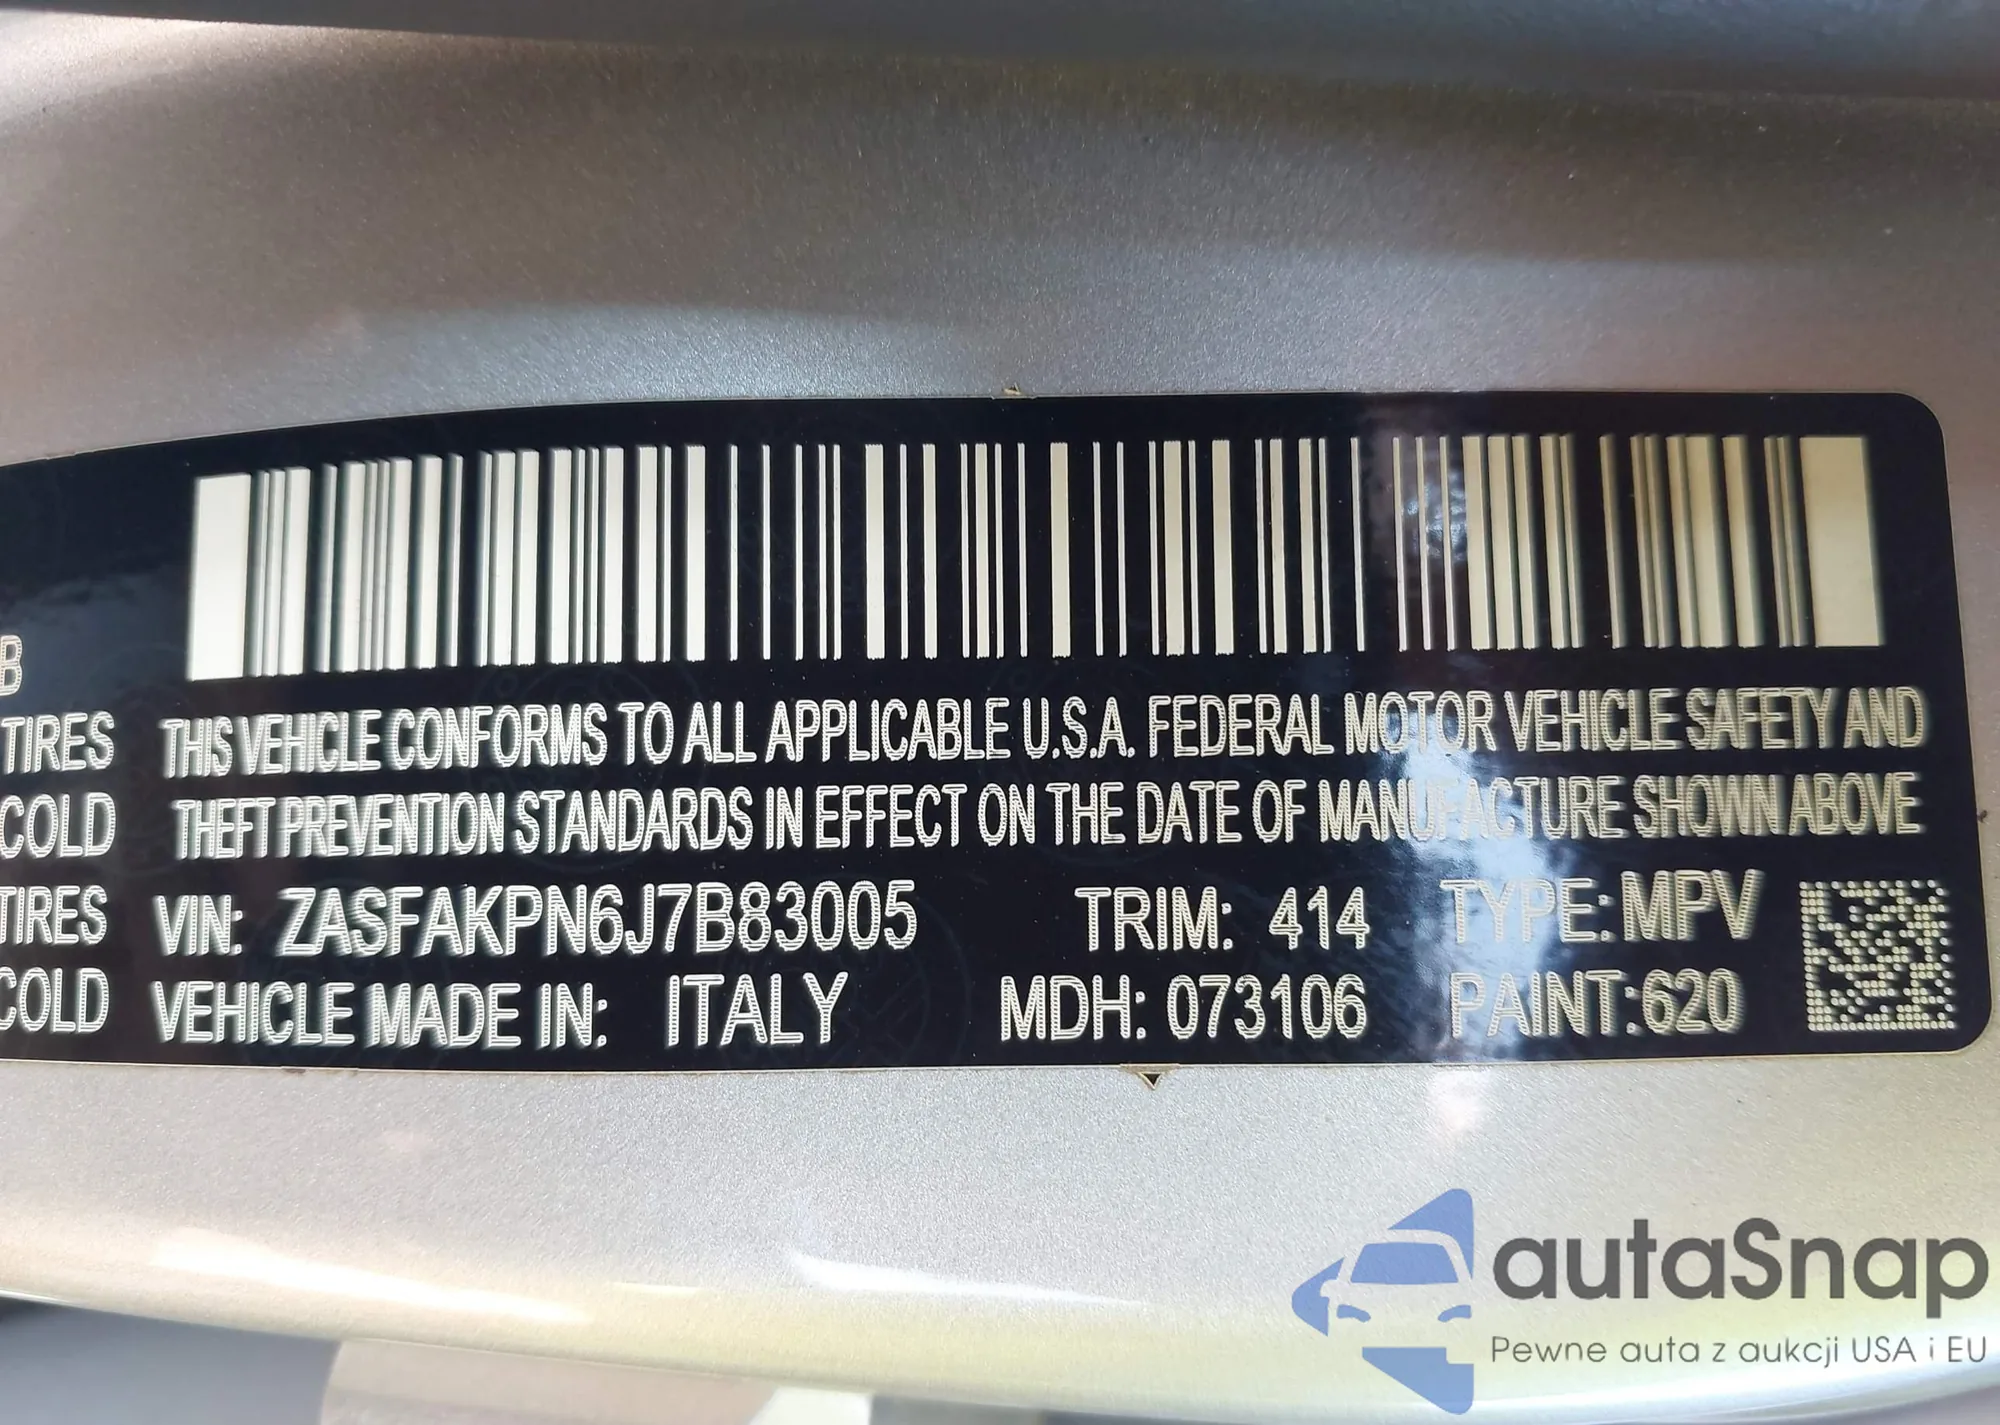 B
TIRES THIS VEHICLE CONFORMS TO ALL APPLICABLE U.S.A. FEDERAL MOTOR VEHICLE SAFETY AND
COLD THEFT PREVENTION STANDARDS IN EFFECT ON THE DATE OF MANUFACTURE SHOWN ABOVE
TIRES VIN: ZASFAKPN6J7B83005 TRIM: 414 TYPE: MPV
COLD VEHICLE MADE IN: ITALY MDH: 073106 PAINT:620
autaSnap
Pewne auta z aukcji USA i EU